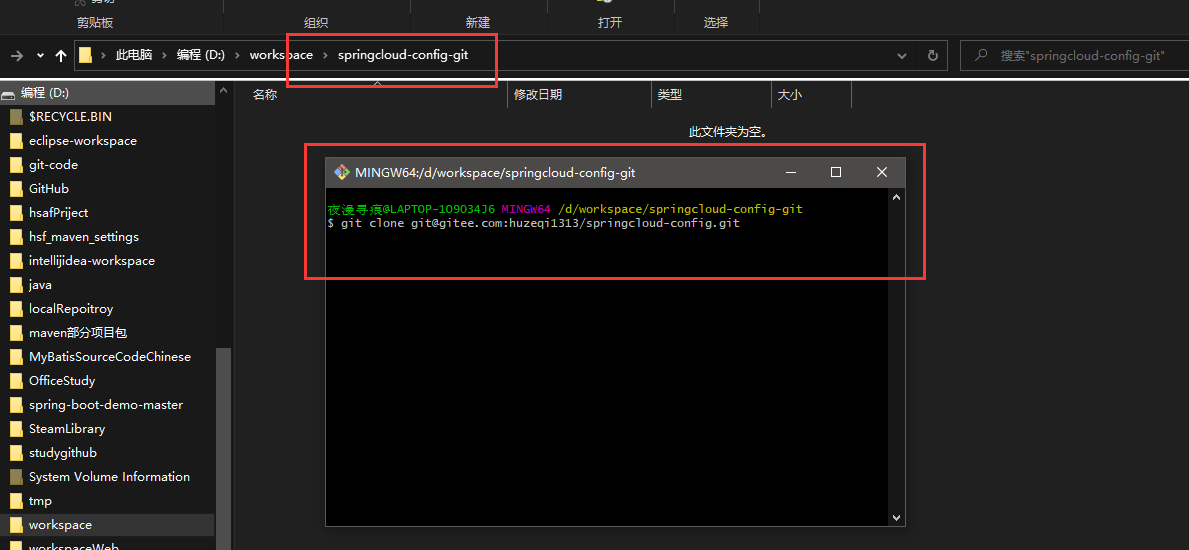 剪贴板 组织 新建 打开 选择
此电脑 › 编程 (D:) › workspace › springcloud-config-git 搜索"springcloud-config-git"
编程 (D:)
名称 修改日期 类型 大小
此文件夹为空。
$RECYCLE.BIN
eclipse-workspace
git-code
GitHub
hsafPriject
hsf_maven_settings
intellijidea-workspace
java
localRepoitroy
maven部分项目包
MyBatisSourceCodeChinese
OfficeStudy
spring-boot-demo-master
SteamLibrary
studygithub
System Volume Information
tmp
workspace
workspaceWeb
MINGW64:/d/workspace/springcloud-config-git
夜漫寻痕@LAPTOP-1O9034J6 MINGW64 /d/workspace/springcloud-config-git
$ git clone git@gitee.com:huzeqi1313/springcloud-config.git